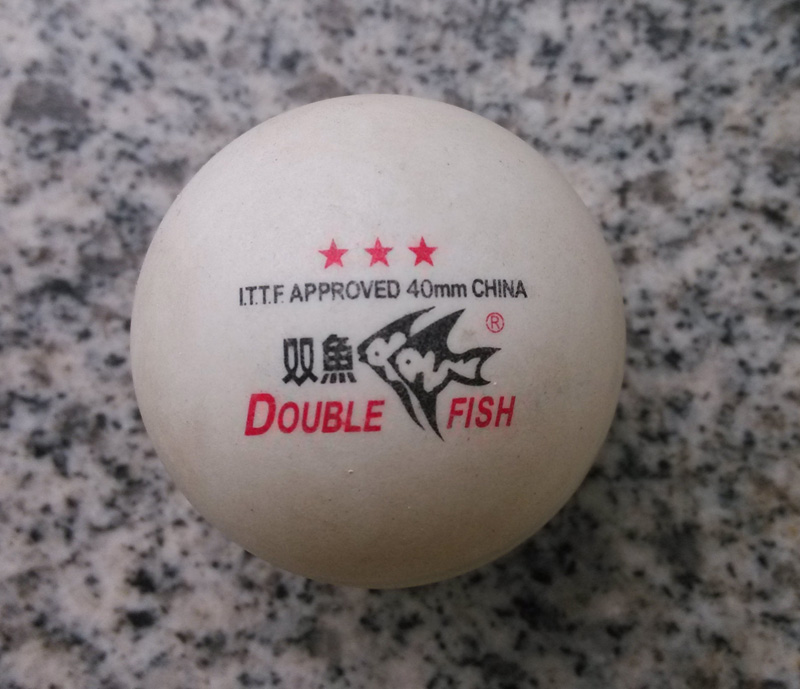 ★ ★ ★
I.T.T.F. APPROVED 40mm CHINA
双魚 ®
DOUBLE FISH